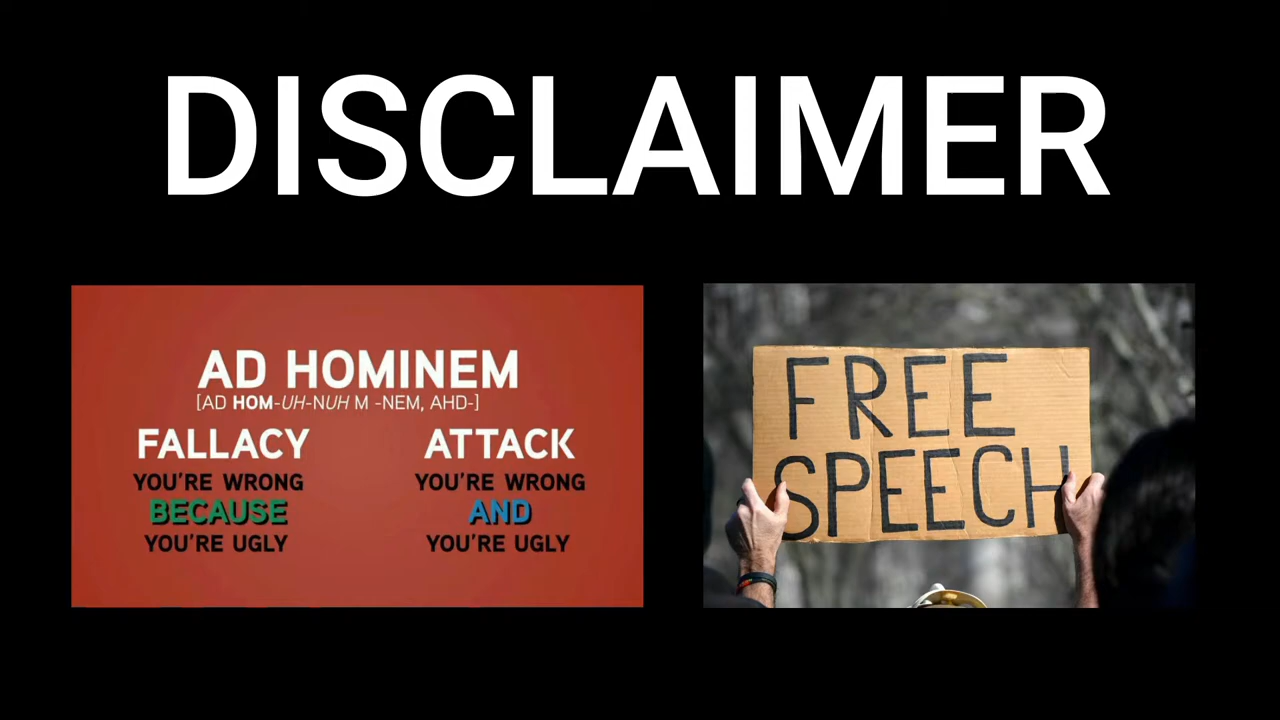 DISCLAIMER
AD HOMINEM
[AD HOM-UH-NUH M -NEM, AHD-]
FALLACY
YOU'RE WRONG
BECAUSE
YOU'RE UGLY
ATTACK
YOU'RE WRONG
AND
YOU'RE UGLY
FREE
SPEECH